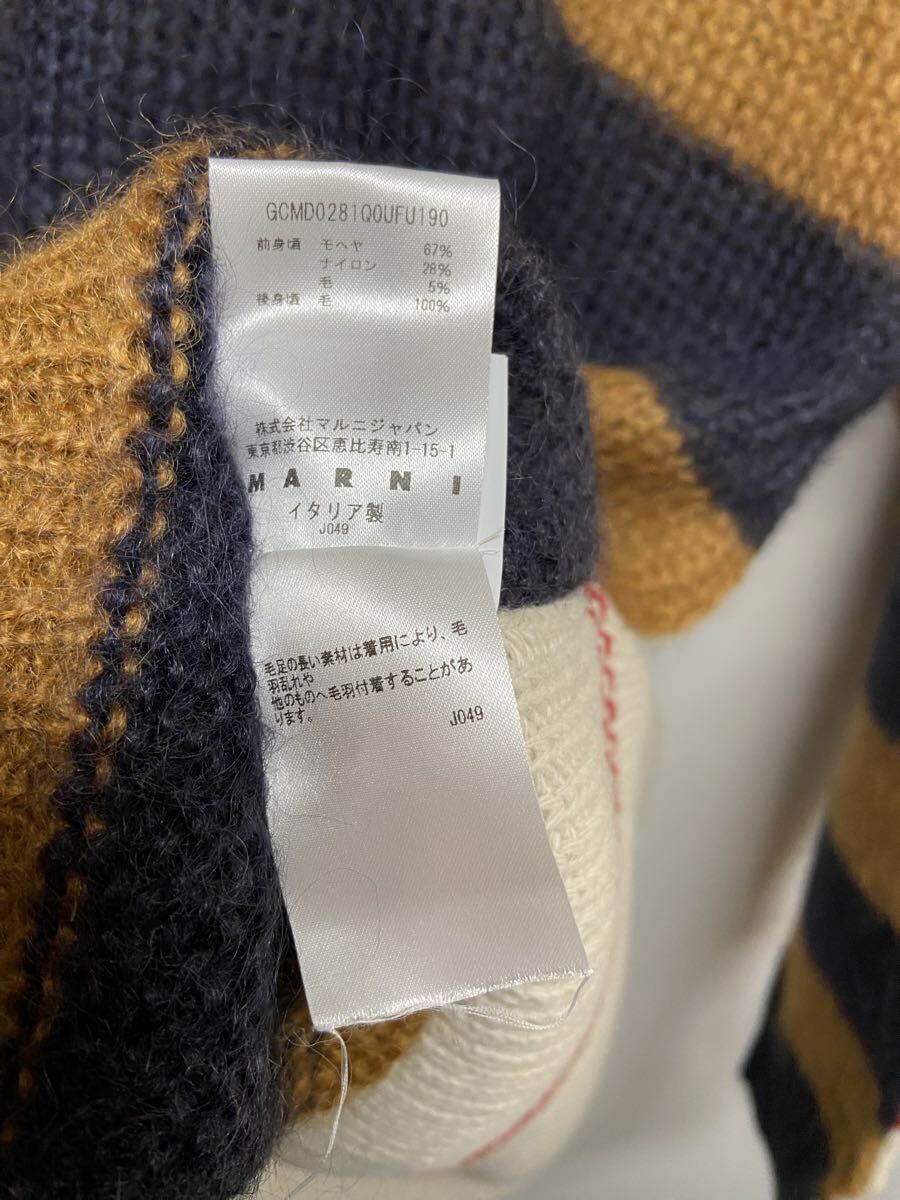 GCMD0281Q0UFU190
前身頃 モヘヤ 67%
ナイロン 28%
毛 5%
後身頃 毛 100%
株式会社マルニジャパン
東京都渋谷区恵比寿南1-15-1
MARNI
イタリア製
J049
毛足の長い素材は着用により、毛
羽乱れや
他のものへ毛羽付着することがあ
ります。
J049